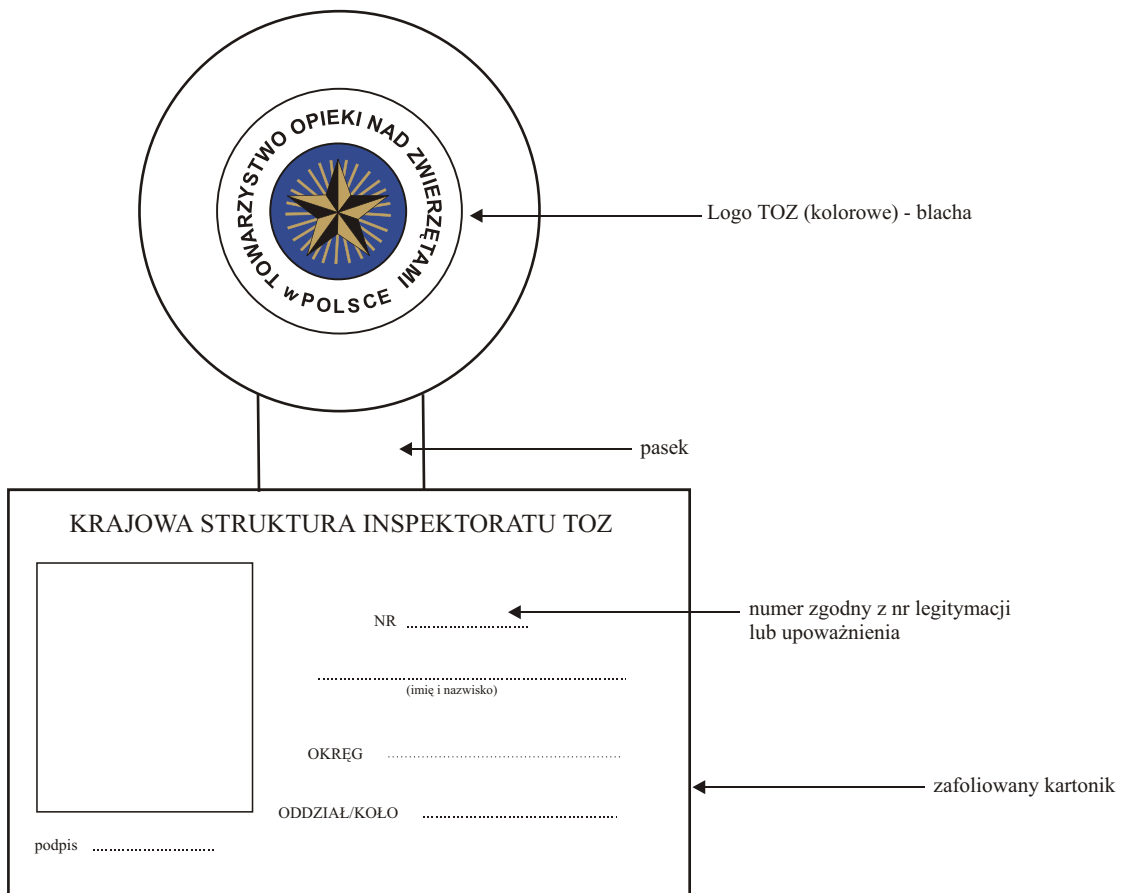 TOWARZYSTWO OPIEKI NAD ZWIERZĘTAMI
w POLSCE
Logo TOZ (kolorowe) - blacha
pasek
KRAJOWA STRUKTURA INSPEKTORATU TOZ
NR ........................
numer zgodny z nr legitymacji
lub upoważnienia
(imię i nazwisko)
OKRĘG ........................
zafoliowany kartonik
ODDZIAŁ/KOŁO ........................
podpis ........................